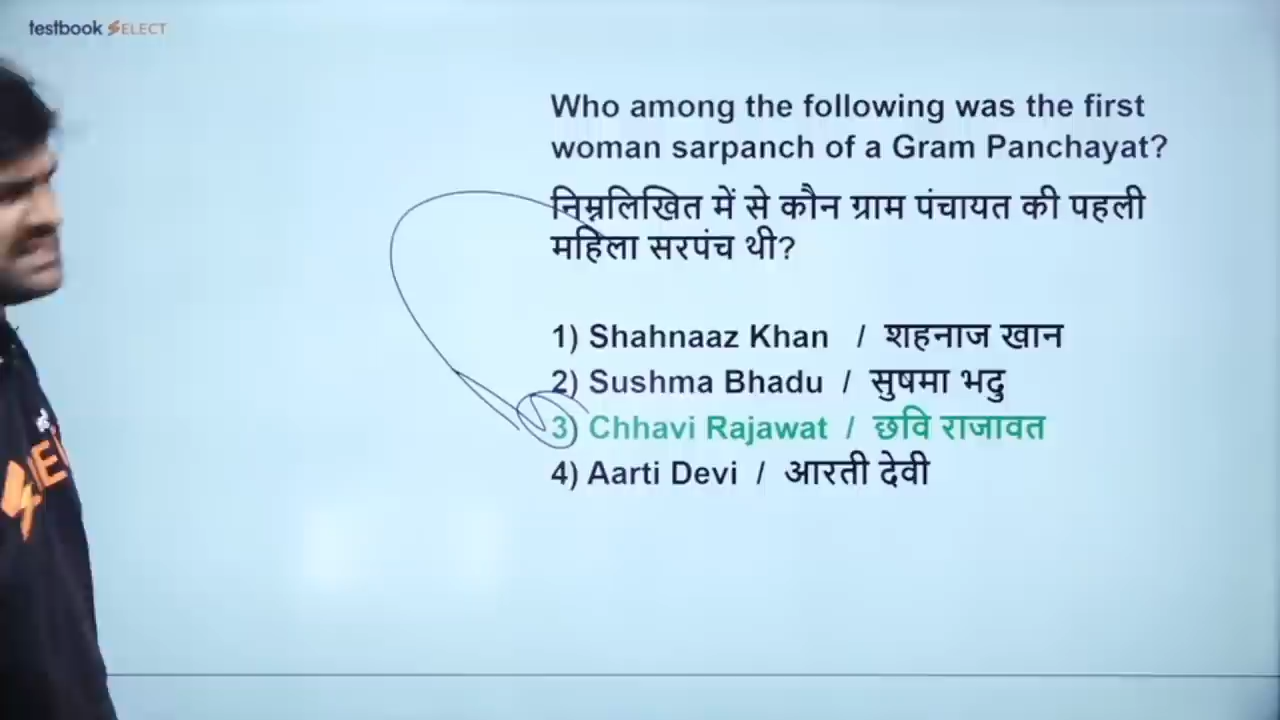 testbook SELECT
Who among the following was the first
woman sarpanch of a Gram Panchayat?
निम्नलिखित में से कौन ग्राम पंचायत की पहली
महिला सरपंच थी?
1) Shahnaaz Khan / शहनाज खान
2) Sushma Bhadu / सुषमा भदु
3) Chhavi Rajawat / छवि राजावत
4) Aarti Devi / आरती देवी